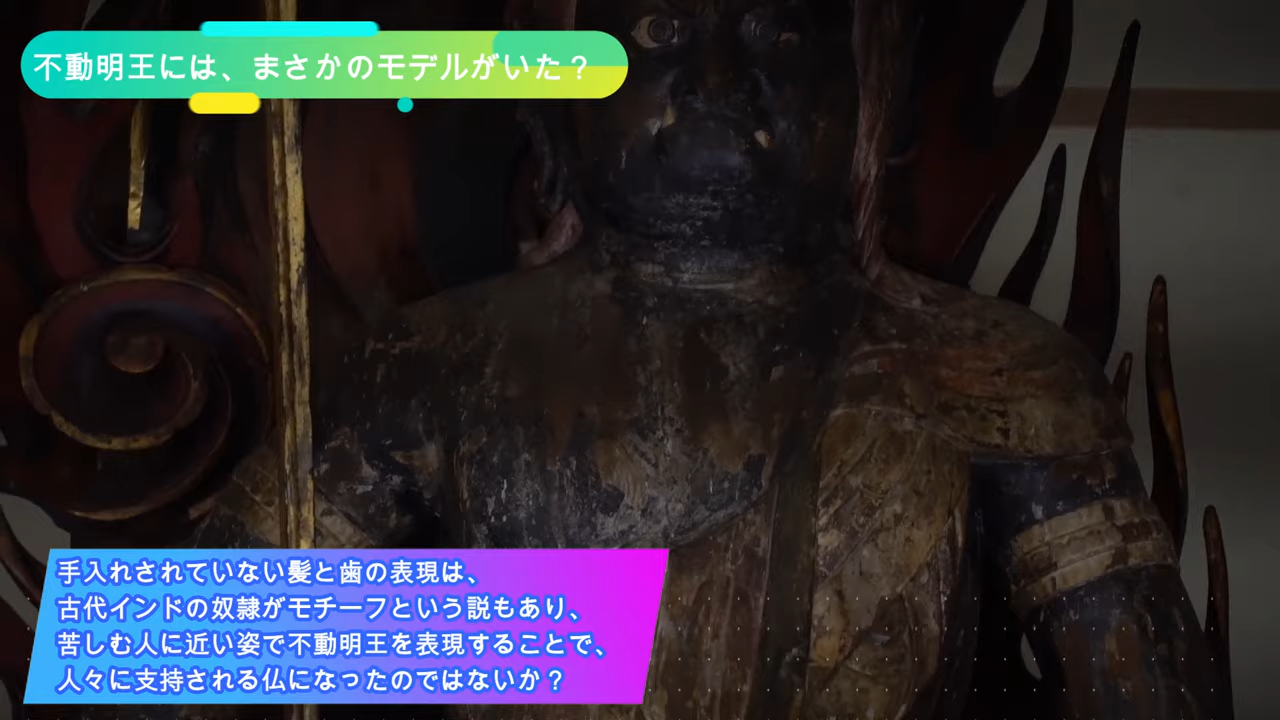 不動明王には、まさかのモデルがいた？
手入れされていない髪と歯の表現は、
古代インドの奴隷がモチーフという説もあり、
苦しむ人に近い姿で不動明王を表現することで、
人々に支持される仏になったのではないか？